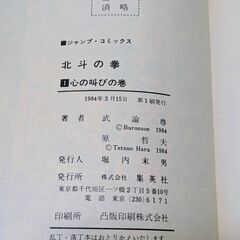 済 略
■ジャンプ・コミックス
北斗の拳
1心の叫びの巻
1984年3月15日 第1刷発行
著者 武論尊
©Buronson 1984
原哲夫
©Tetsuo Hara 1984
発行人 堀内末男
発行所 株式会社 集英社
東京都千代田区一ツ橋2丁目5番10号
電話 東京(230)6171
印刷所 凸版印刷株式会社
乱丁・落丁本はおとりかえいたします。